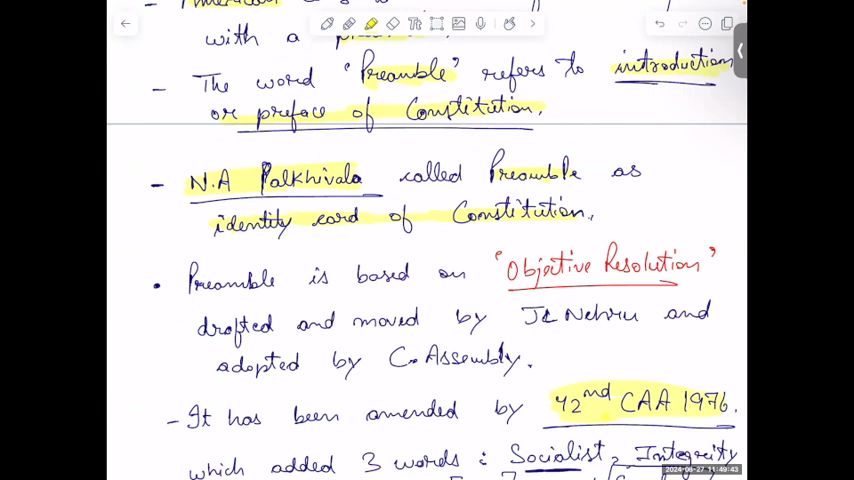 - American
with a
- The word "Preamble" refers to introduction
or preface of Constitution.
- N.A Palkhivala called Preamble as
identity card of Constitution.
• Preamble is based on "Objective Resolution"
drafted and moved by JL Nehru and
adopted by C. Assembly.
- It has been amended by 42nd CAA 1976.
which added 3 words : Socialist, Integrity
2024-06-27 11:49:43